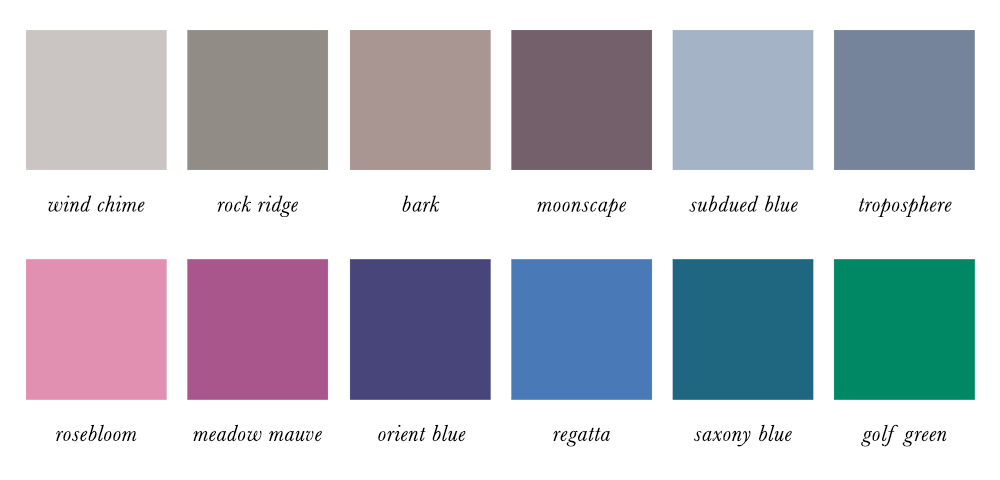 wind chime rock ridge bark moonscape subdued blue troposphere
rosebloom meadow mauve orient blue regatta saxony blue golf green